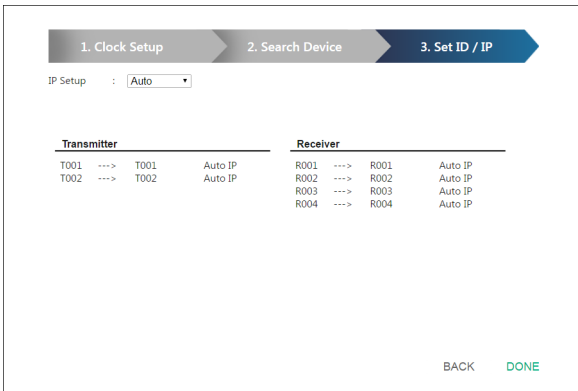 1. Clock Setup
2. Search Device
3. Set ID / IP
IP Setup : Auto
Transmitter
T001 ---> T001 Auto IP
T002 ---> T002 Auto IP
Receiver
R001 ---> R001 Auto IP
R002 ---> R002 Auto IP
R003 ---> R003 Auto IP
R004 ---> R004 Auto IP
BACK
DONE